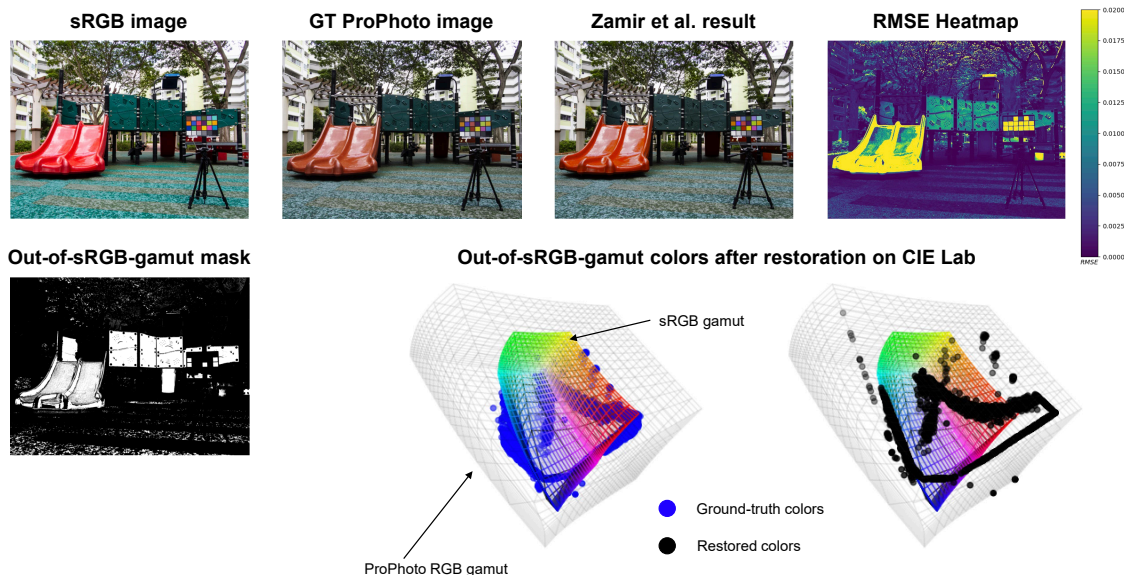 sRGB image
GT ProPhoto image
Zamir et al. result
RMSE Heatmap
0.0200
0.0175
0.0150
0.0125
0.0100
0.0075
0.0050
0.0025
0.0000
RMSE
Out-of-sRGB-gamut mask
Out-of-sRGB-gamut colors after restoration on CIE Lab
sRGB gamut
Ground-truth colors
Restored colors
ProPhoto RGB gamut